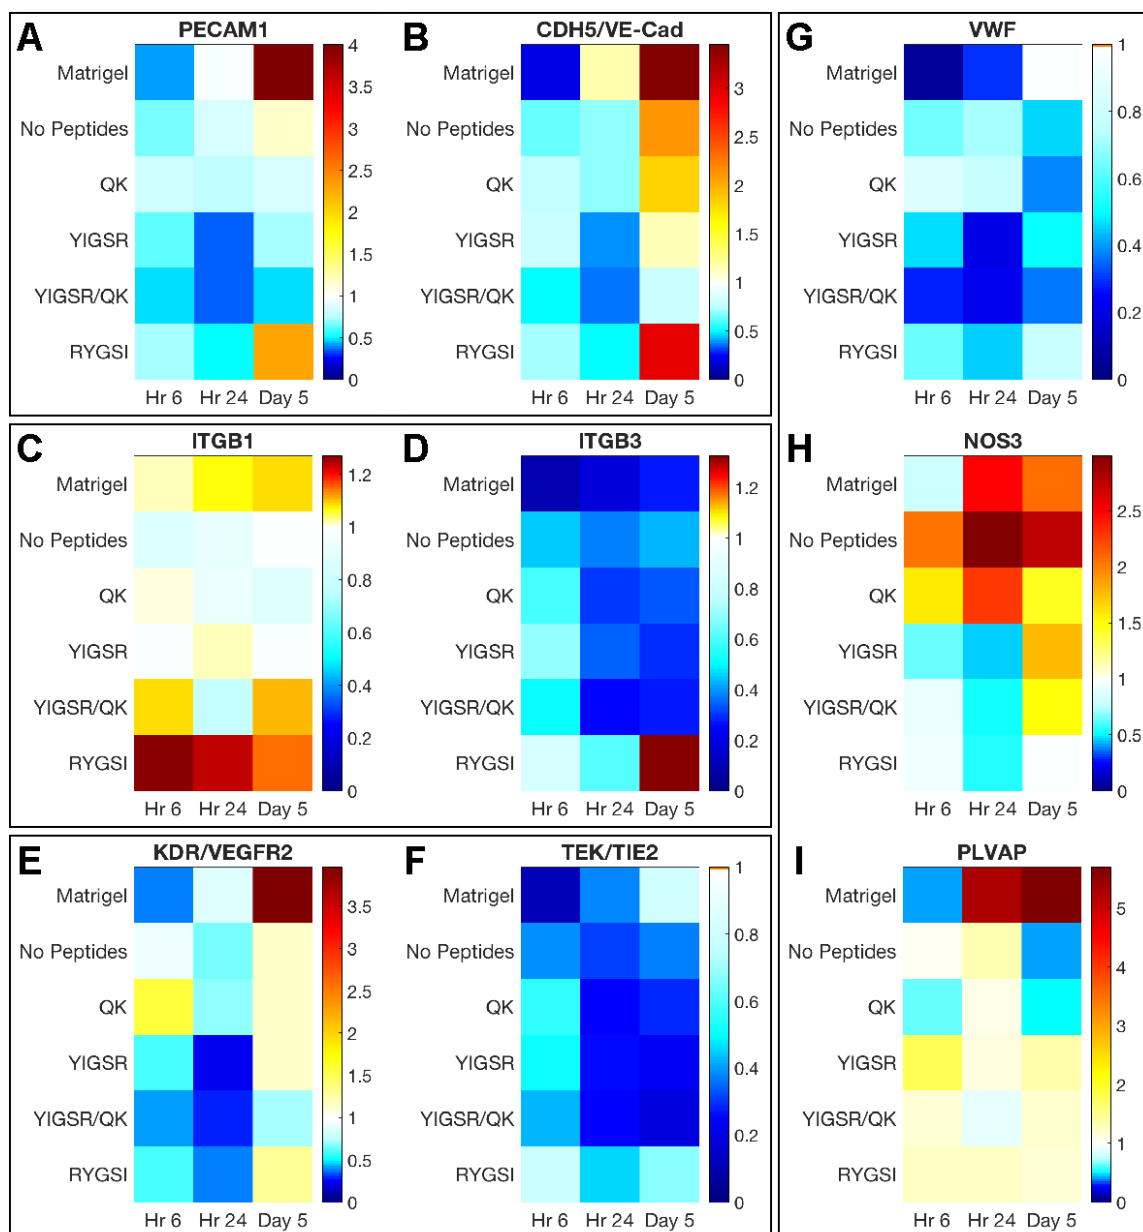 A
PECAM1
Matrigel
No Peptides
QK
YIGSR
YIGSR/QK
RYGSI
Hr 6 Hr 24 Day 5
4
3.5
3
2.5
2
1.5
1
0.5
0
B
CDH5/VE-Cad
Hr 6 Hr 24 Day 5
3
2.5
2
1.5
1
0.5
0
G
VWF
Matrigel
No Peptides
QK
YIGSR
YIGSR/QK
RYGSI
Hr 6 Hr 24 Day 5
1
0.8
0.6
0.4
0.2
0
C
ITGB1
Matrigel
No Peptides
QK
YIGSR
YIGSR/QK
RYGSI
Hr 6 Hr 24 Day 5
1.2
1
0.8
0.6
0.4
0.2
0
D
ITGB3
Matrigel
No Peptides
QK
YIGSR
YIGSR/QK
RYGSI
Hr 6 Hr 24 Day 5
1.2
1
0.8
0.6
0.4
0.2
0
H
NOS3
Matrigel
No Peptides
QK
YIGSR
YIGSR/QK
RYGSI
Hr 6 Hr 24 Day 5
2.5
2
1.5
1
0.5
0
E
KDR/VEGFR2
Matrigel
No Peptides
QK
YIGSR
YIGSR/QK
RYGSI
Hr 6 Hr 24 Day 5
3.5
3
2.5
2
1.5
1
0.5
0
F
TEK/TIE2
Matrigel
No Peptides
QK
YIGSR
YIGSR/QK
RYGSI
Hr 6 Hr 24 Day 5
1
0.8
0.6
0.4
0.2
0
I
PLVAP
Matrigel
No Peptides
QK
YIGSR
YIGSR/QK
RYGSI
Hr 6 Hr 24 Day 5
5
4
3
2
1
0